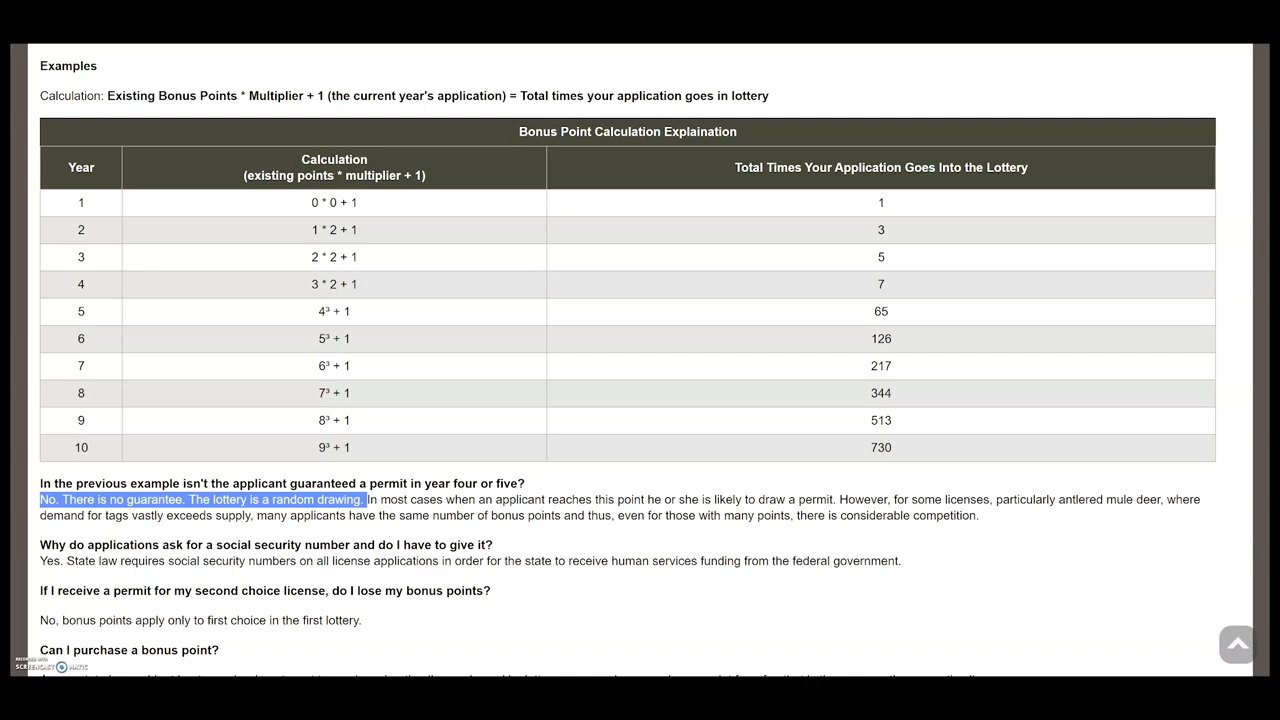 Examples
Calculation: Existing Bonus Points * Multiplier + 1 (the current year's application) = Total times your application goes in lottery
Bonus Point Calculation Explaination
Year
Calculation
(existing points * multiplier + 1)
Total Times Your Application Goes Into the Lottery
1 0 * 0 + 1 1
2 1 * 2 + 1 3
3 2 * 2 + 1 5
4 3 * 2 + 1 7
5 4³ + 1 65
6 5³ + 1 126
7 6³ + 1 217
8 7³ + 1 344
9 8³ + 1 513
10 9³ + 1 730
In the previous example isn't the applicant guaranteed a permit in year four or five?
No. There is no guarantee. The lottery is a random drawing. In most cases when an applicant reaches this point he or she is likely to draw a permit. However, for some licenses, particularly antlered mule deer, where
demand for tags vastly exceeds supply, many applicants have the same number of bonus points and thus, even for those with many points, there is considerable competition.
Why do applications ask for a social security number and do I have to give it?
Yes. State law requires social security numbers on all license applications in order for the state to receive human services funding from the federal government.
If I receive a permit for my second choice license, do I lose my bonus points?
No, bonus points apply only to first choice in the first lottery.
Can I purchase a bonus point?
RECORDED WITH
SCREENCAST MATIC